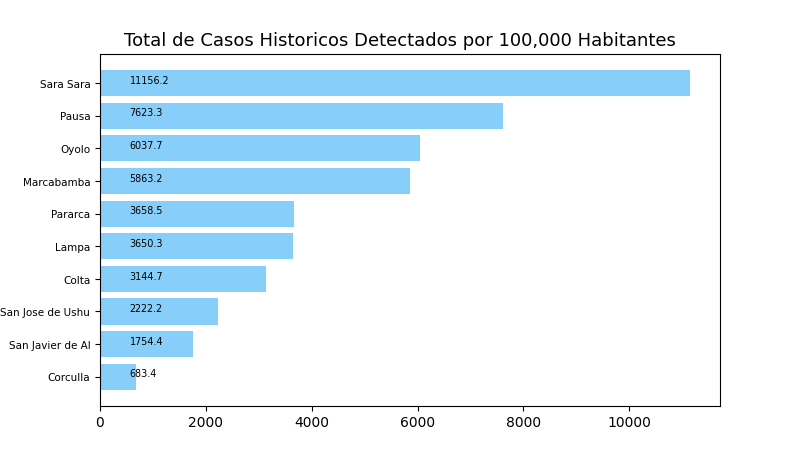 Total de Casos Historicos Detectados por 100,000 Habitantes
Sara Sara 11156.2
Pausa 7623.3
Oyolo 6037.7
Marcabamba 5863.2
Pararca 3658.5
Lampa 3650.3
Colta 3144.7
San Jose de Ushu 2222.2
San Javier de Al 1754.4
Corculla 683.4
0 2000 4000 6000 8000 10000